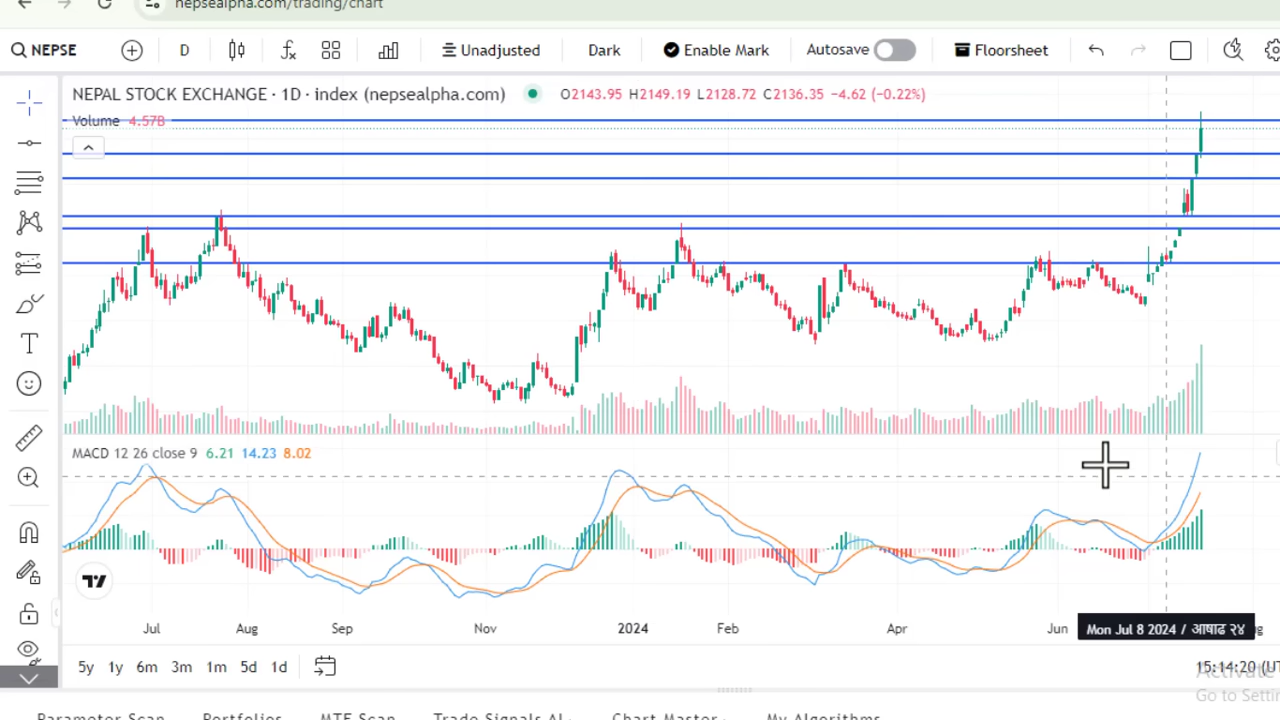 nepsealpha.com/trading/chart
NEPSE D Unadjusted Dark Enable Mark Autosave Floorsheet
NEPAL STOCK EXCHANGE · 1D · index (nepsealpha.com) O2143.95 H2149.19 L2128.72 C2136.35 −4.62 (−0.22%)
Volume 4.57B
MACD 12 26 close 9 6.21 14.23 8.02
Jul Aug Sep Nov 2024 Feb Apr Jun Mon Jul 8 2024 / आषाढ २४
5y 1y 6m 3m 1m 5d 1d 15:14:20 (UT
Activate
Go to Settin
Parameter Scan Portfolios MTF Scan Trade Signals AI Chart Master My Algorithms